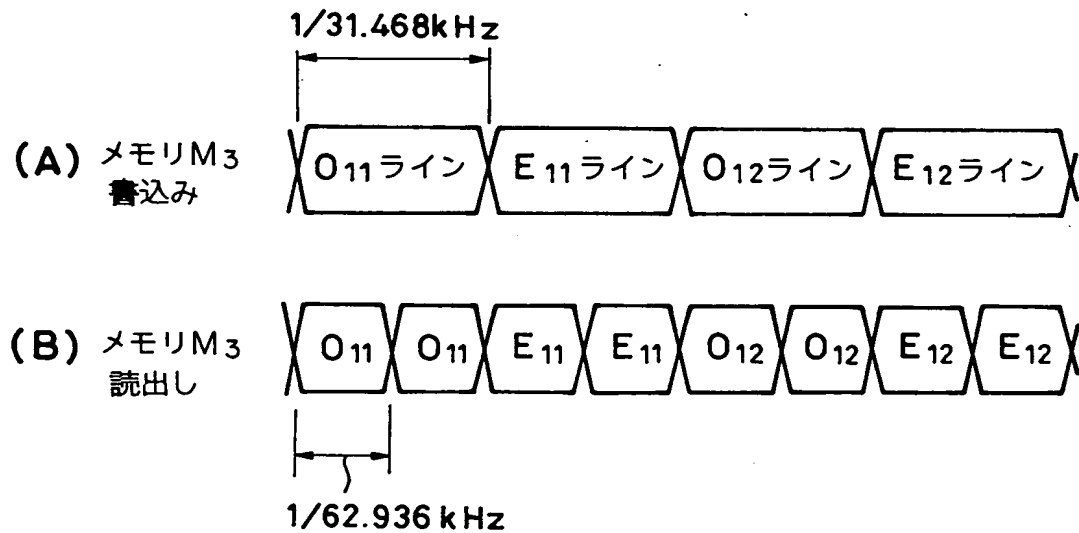 1/31.468kHz
(A) メモリM3 O11ライン E11ライン O12ライン E12ライン
書込み
(B) メモリM3 O11 O11 E11 E11 O12 O12 E12 E12
読出し
1/62.936kHz